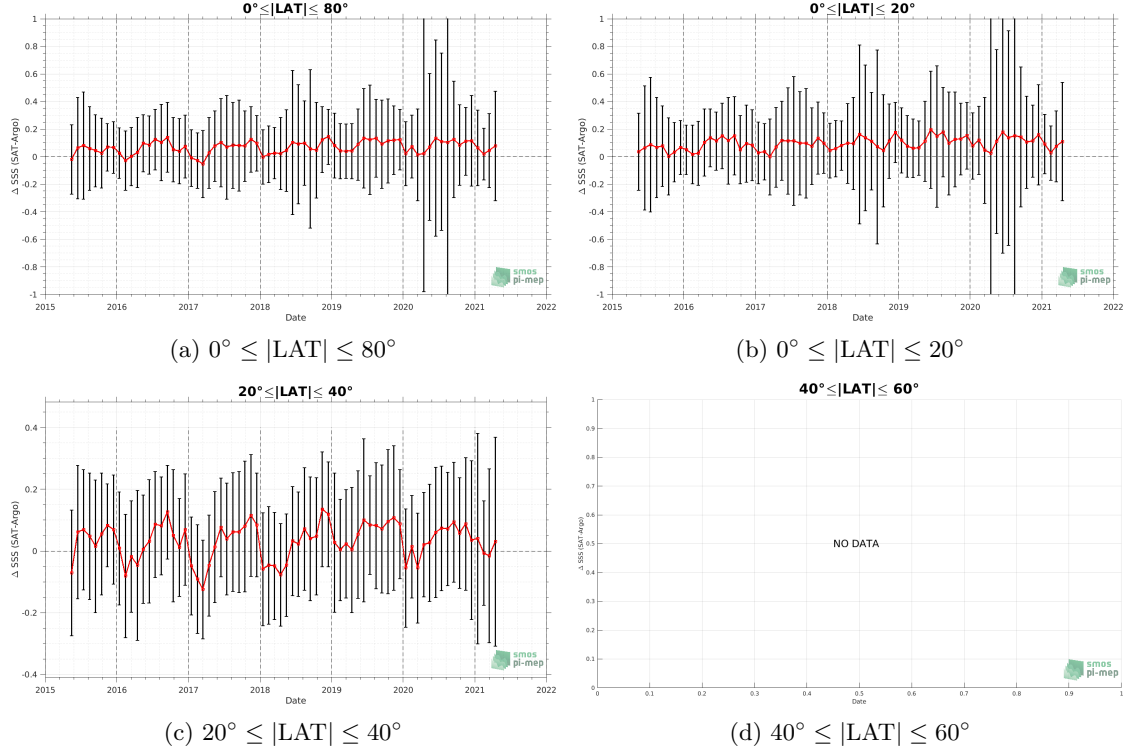 0°≤|LAT|≤ 80°
Δ SSS (SAT-Argo)
1
0.8
0.6
0.4
0.2
0
-0.2
-0.4
-0.6
-0.8
-1
2015 2016 2017 2018 2019 2020 2021 2022
Date
smos
pi-mep
(a) 0° ≤ |LAT| ≤ 80°
0°≤|LAT|≤ 20°
Δ SSS (SAT-Argo)
1
0.8
0.6
0.4
0.2
0
-0.2
-0.4
-0.6
-0.8
-1
2015 2016 2017 2018 2019 2020 2021 2022
Date
smos
pi-mep
(b) 0° ≤ |LAT| ≤ 20°
20°≤|LAT|≤ 40°
Δ SSS (SAT-Argo)
0.4
0.2
0
-0.2
-0.4
2015 2016 2017 2018 2019 2020 2021 2022
Date
smos
pi-mep
(c) 20° ≤ |LAT| ≤ 40°
40°≤|LAT|≤ 60°
Δ SSS (SAT-Argo)
1
0.9
0.8
0.7
0.6
0.5
0.4
0.3
0.2
0.1
0
NO DATA
0 0.1 0.2 0.3 0.4 0.5 0.6 0.7 0.8 0.9 1
Date
smos
pi-mep
(d) 40° ≤ |LAT| ≤ 60°